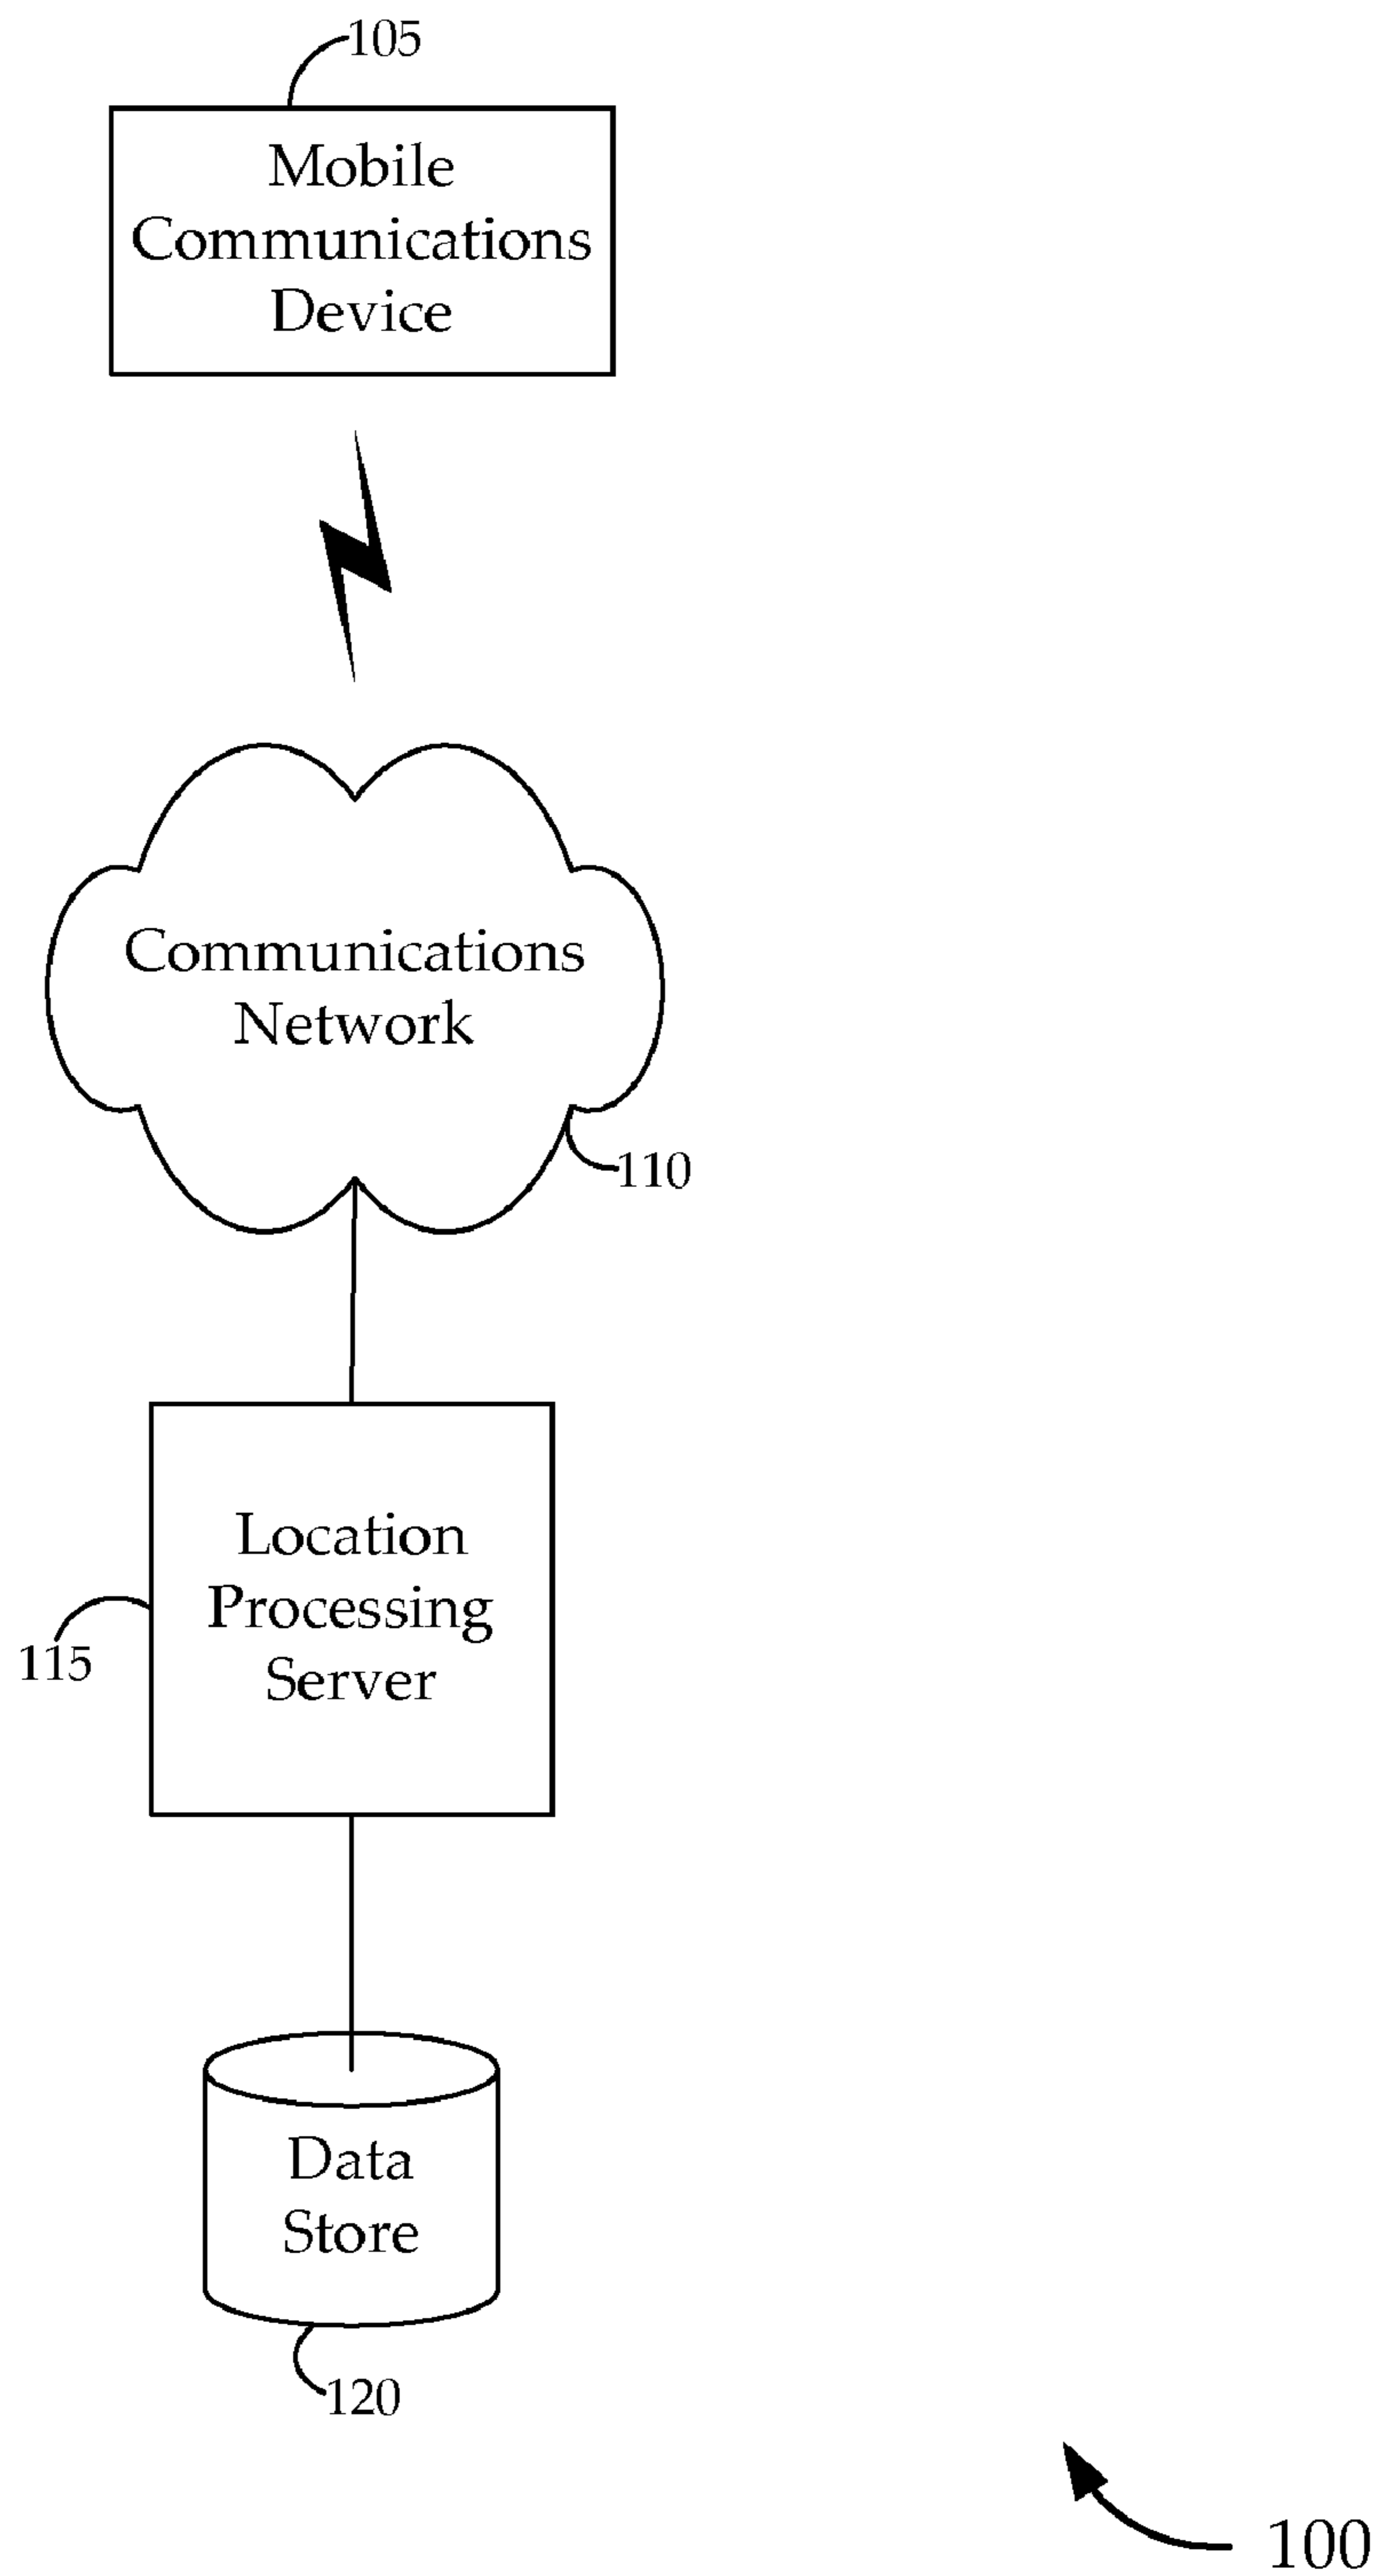 105
Mobile
Communications
Device
Communications
Network
110
Location
Processing
Server
115
Data
Store
120
100